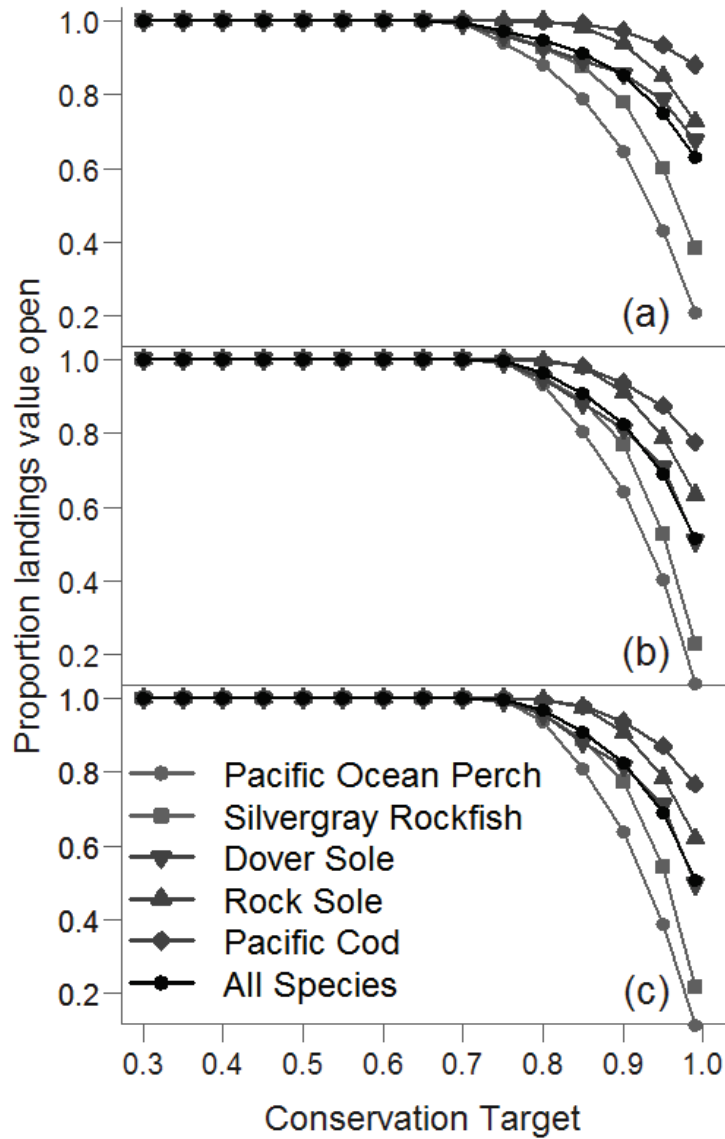 Proportion landings value open
1.0
0.8
0.6
0.4
0.2
(a)
1.0
0.8
0.6
0.4
0.2
(b)
1.0
0.8
0.6
0.4
0.2
Pacific Ocean Perch
Silvergray Rockfish
Dover Sole
Rock Sole
Pacific Cod
All Species
(c)
0.3 0.4 0.5 0.6 0.7 0.8 0.9 1.0
Conservation Target